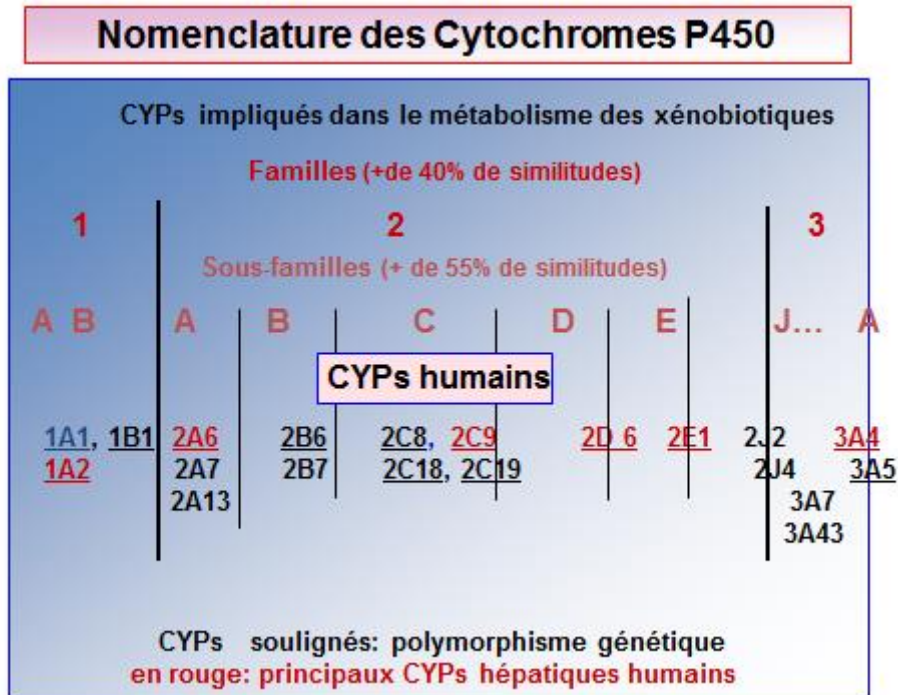 Nomenclature des Cytochromes P450
CYPs impliqués dans le métabolisme des xénobiotiques
Familles (+de 40% de similitudes)
1 2 3
Sous-familles (+ de 55% de similitudes)
A B A B C D E J... A
CYPs humains
1A1, 1B1 2A6 2B6 2C8, 2C9 2D 6 2E1 2J2 3A4
1A2 2A7 2B7 2C18, 2C19 2J4 3A5
2A13 3A7
3A43
CYPs soulignés: polymorphisme génétique
en rouge: principaux CYPs hépatiques humains